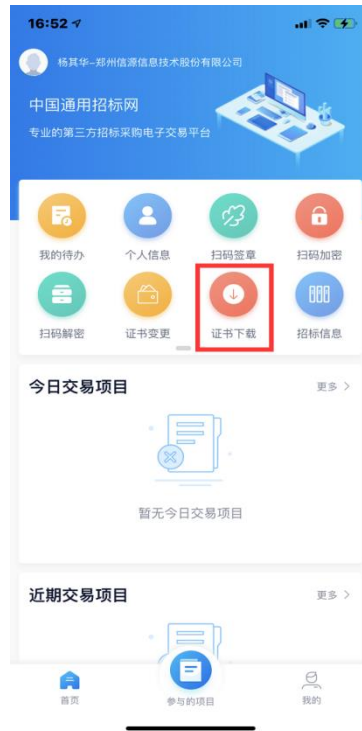 16:52
杨其华-郑州信源信息技术股份有限公司
中国通用招标网
专业的第三方招标采购电子交易平台
我的待办 个人信息 扫码签章 扫码加密
扫码解密 证书变更 证书下载 招标信息
今日交易项目 更多 >
暂无今日交易项目
近期交易项目 更多 >
首页 参与的项目 我的